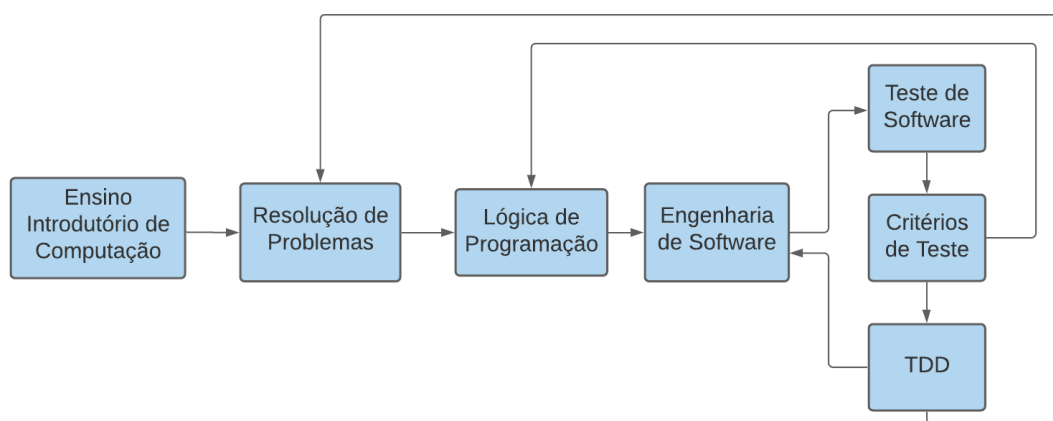 Ensino
Introdutório de
Computação
Resolução de
Problemas
Lógica de
Programação
Engenharia
de Software
Teste de
Software
Critérios
de Teste
TDD